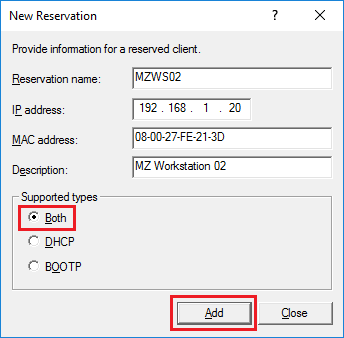 New Reservation
Provide information for a reserved client.
Reservation name: MZWS02
IP address: 192 . 168 . 1 . 20
MAC address: 08-00-27-FE-21-3D
Description: MZ Workstation 02
Supported types
Both
DHCP
BOOTP
Add Close